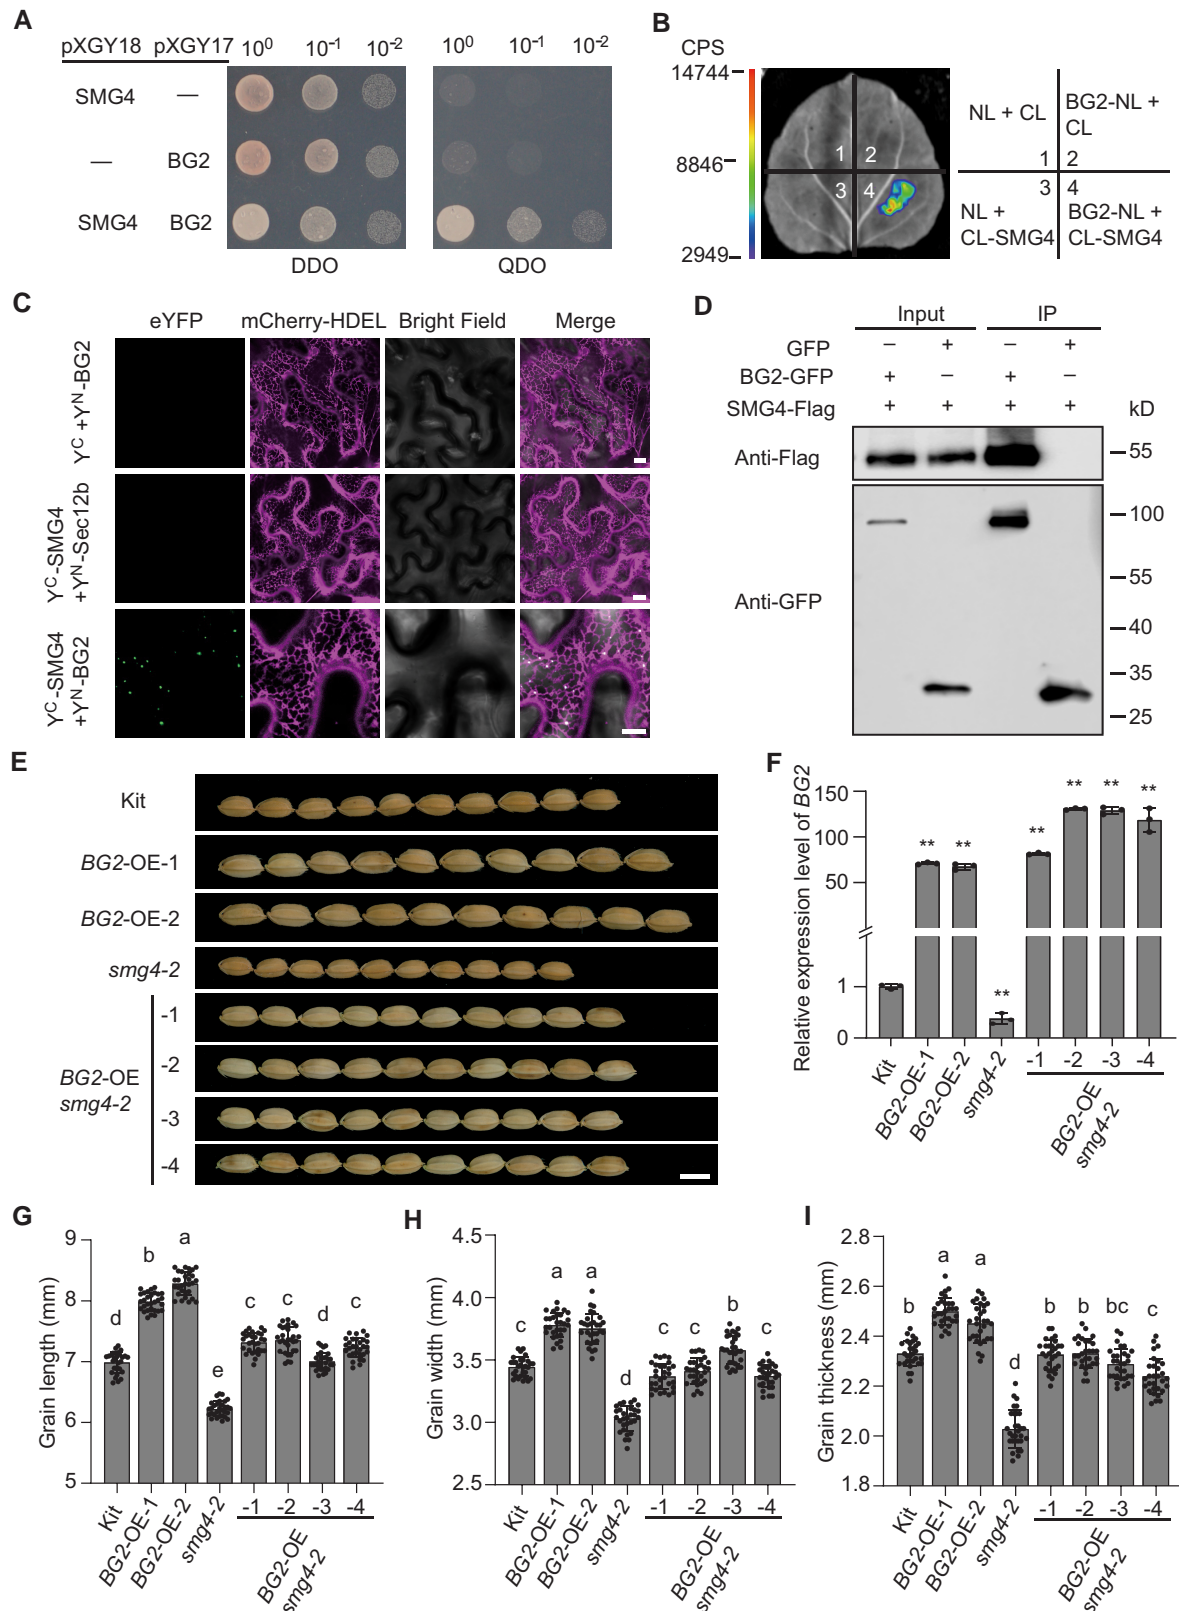 A
pXGY18 pXGY17 10⁰ 10⁻¹ 10⁻² 10⁰ 10⁻¹ 10⁻²
SMG4 —
— BG2
SMG4 BG2
DDO QDO
B
CPS
14744
8846
2949
1 2
3 4
NL + CL
1
BG2-NL +
CL
2
3
NL +
CL-SMG4
4
BG2-NL +
CL-SMG4
C
eYFP mCherry-HDEL Bright Field Merge
Yᶜ +Yᴺ-BG2
Yᶜ-SMG4
+Yᴺ-Sec12b
Yᶜ-SMG4
+Yᴺ-BG2
D
Input IP
GFP – + – +
BG2-GFP + – + –
SMG4-Flag + + + + kD
Anti-Flag 55
Anti-GFP
100
55
40
35
25
E
Kit
BG2-OE-1
BG2-OE-2
smg4-2
BG2-OE
smg4-2
-1
-2
-3
-4
F
Relative expression level of BG2
150
100
50
1
0
** ** ** ** ** ** **
Kit BG2-OE-1 BG2-OE-2 smg4-2 -1 -2 -3 -4
BG2-OE
smg4-2
G
Grain length (mm)
9
8
7
6
5
d b a e c c d c
Kit BG2-OE-1 BG2-OE-2 smg4-2 -1 -2 -3 -4
BG2-OE
smg4-2
H
Grain width (mm)
4.5
4.0
3.5
3.0
2.5
c a a d c c b c
Kit BG2-OE-1 BG2-OE-2 smg4-2 -1 -2 -3 -4
BG2-OE
smg4-2
I
Grain thickness (mm)
2.8
2.6
2.4
2.2
2.0
1.8
b a a d b b bc c
Kit BG2-OE-1 BG2-OE-2 smg4-2 -1 -2 -3 -4
BG2-OE
smg4-2